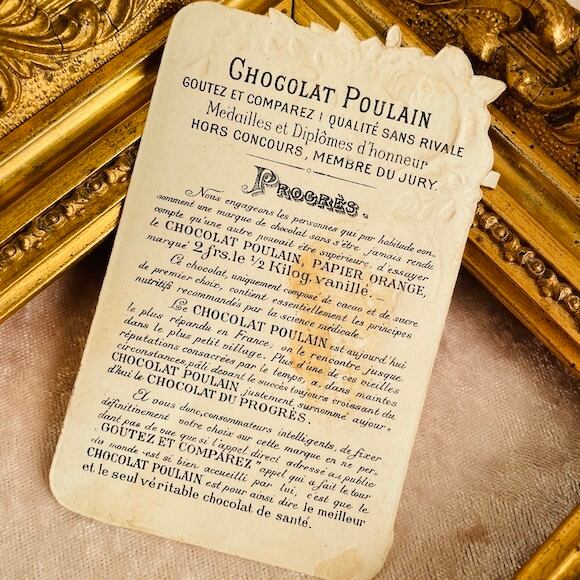 CHOCOLAT POULAIN
GOUTEZ ET COMPAREZ ! QUALITÉ SANS RIVALE
Médailles et Diplômes d'honneur
HORS CONCOURS, MEMBRE DU JURY.
PROGRÈS.
Nous engageons les personnes qui par habitude con-
somment une marque de chocolat sans s'être jamais rendu
compte qu'une autre pouvait être supérieure, d'essayer
le CHOCOLAT POULAIN, PAPIER ORANGE,
marqué 2 frs. le ½ Kilog. vanillé –
Ce chocolat, uniquement composé de cacao et de sucre
de premier choix, contient essentiellement les principes
nutritifs recommandés par la science médicale.
Le CHOCOLAT POULAIN est aujourd'hui
le plus répandu en France, on le rencontre jusque
dans le plus petit village. Plus d'une de ces vieilles
réputations consacrées par le temps, a, dans maintes
circonstances pâli devant le succès toujours croissant du
CHOCOLAT POULAIN, justement surnommé aujour-
d'hui le CHOCOLAT DU PROGRÈS.
Et vous donc, consommateurs intelligents, de fixer
définitivement votre choix sur cette marque en ne per-
dant pas de vue que si l'appel direct adressé au public
"GOUTEZ ET COMPAREZ" appel qui a fait le tour
du monde est si bien accueilli par lui, c'est que le
CHOCOLAT POULAIN est pour ainsi dire le meilleur
et le seul véritable chocolat de santé.